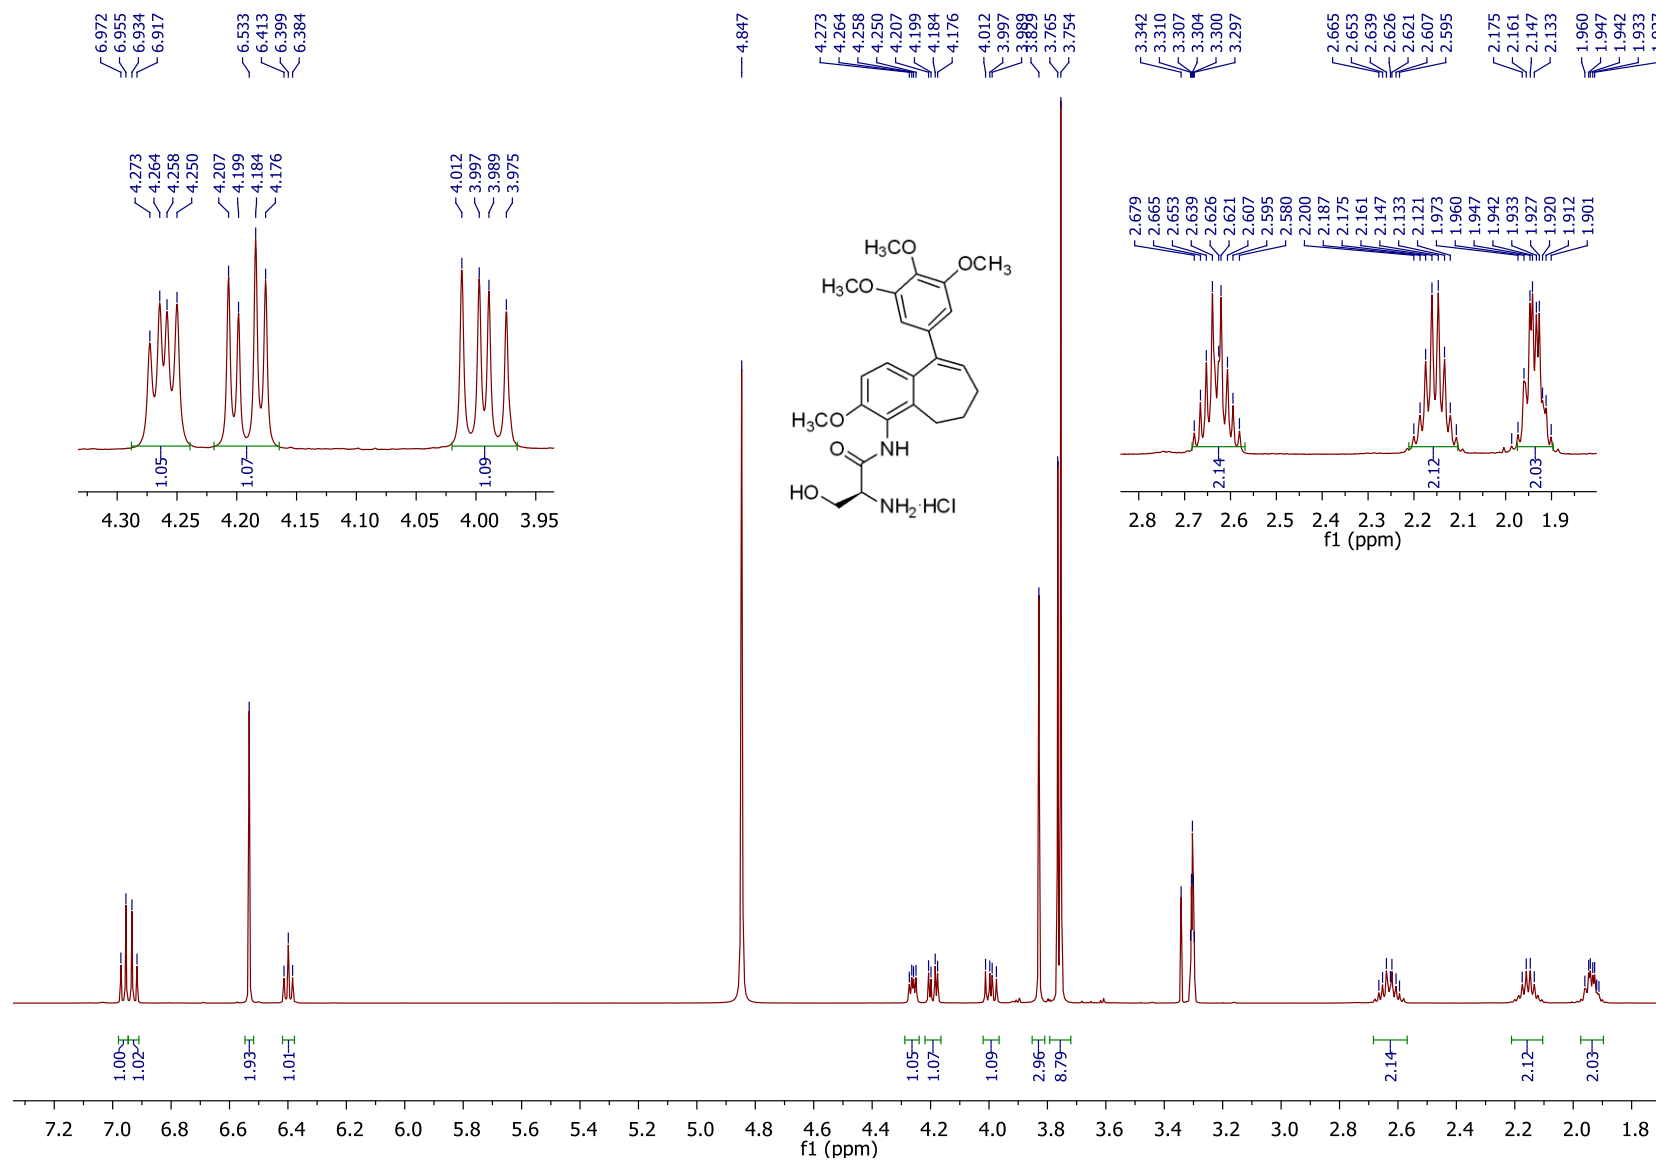 6.972 6.955 6.934 6.917 6.533 6.413 6.399 6.384 4.847 4.273 4.264 4.258 4.250 4.207 4.199 4.184 4.176 4.012 3.997 3.989 3.829 3.765 3.754 3.342 3.310 3.307 3.304 3.300 3.297 2.665 2.653 2.639 2.626 2.621 2.607 2.595 2.175 2.161 2.147 2.133 1.960 1.947 1.942 1.933 1.927
4.273 4.264 4.258 4.250 4.207 4.199 4.184 4.176 4.012 3.997 3.989 3.975
1.05 1.07 1.09
4.30 4.25 4.20 4.15 4.10 4.05 4.00 3.95
H₃CO OCH₃
H₃CO
H₃CO
NH
O
HO
NH₂·HCl
2.679 2.665 2.653 2.639 2.626 2.621 2.607 2.595 2.580 2.200 2.187 2.175 2.161 2.147 2.133 2.121 1.973 1.960 1.947 1.942 1.933 1.927 1.920 1.912 1.901
2.14 2.12 2.03
2.8 2.7 2.6 2.5 2.4 2.3 2.2 2.1 2.0 1.9
f1 (ppm)
1.00 1.02 1.93 1.01 1.05 1.07 1.09 2.96 8.79 2.14 2.12 2.03
7.2 7.0 6.8 6.6 6.4 6.2 6.0 5.8 5.6 5.4 5.2 5.0 4.8 4.6 4.4 4.2 4.0 3.8 3.6 3.4 3.2 3.0 2.8 2.6 2.4 2.2 2.0 1.8
f1 (ppm)